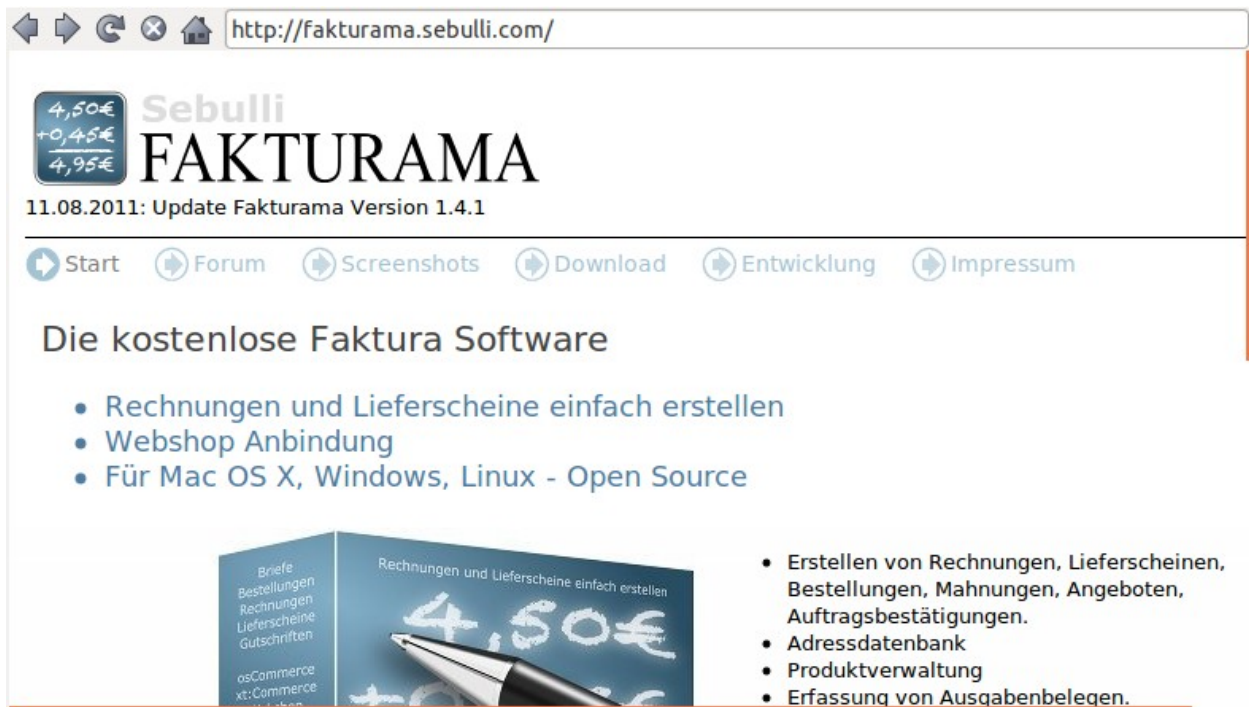 http://fakturama.sebulli.com/
4,50€
+0,45€
4,95€
Sebulli
FAKTURAMA
11.08.2011: Update Fakturama Version 1.4.1
Start Forum Screenshots Download Entwicklung Impressum
Die kostenlose Faktura Software
• Rechnungen und Lieferscheine einfach erstellen
• Webshop Anbindung
• Für Mac OS X, Windows, Linux - Open Source
Briefe
Bestellungen
Rechnungen
Lieferscheine
Gutschriften
osCommerce
xt:Commerce
Rechnungen und Lieferscheine einfach erstellen
4,50€
• Erstellen von Rechnungen, Lieferscheinen,
Bestellungen, Mahnungen, Angeboten,
Auftragsbestätigungen.
• Adressdatenbank
• Produktverwaltung
• Erfassung von Ausgabenbelegen.